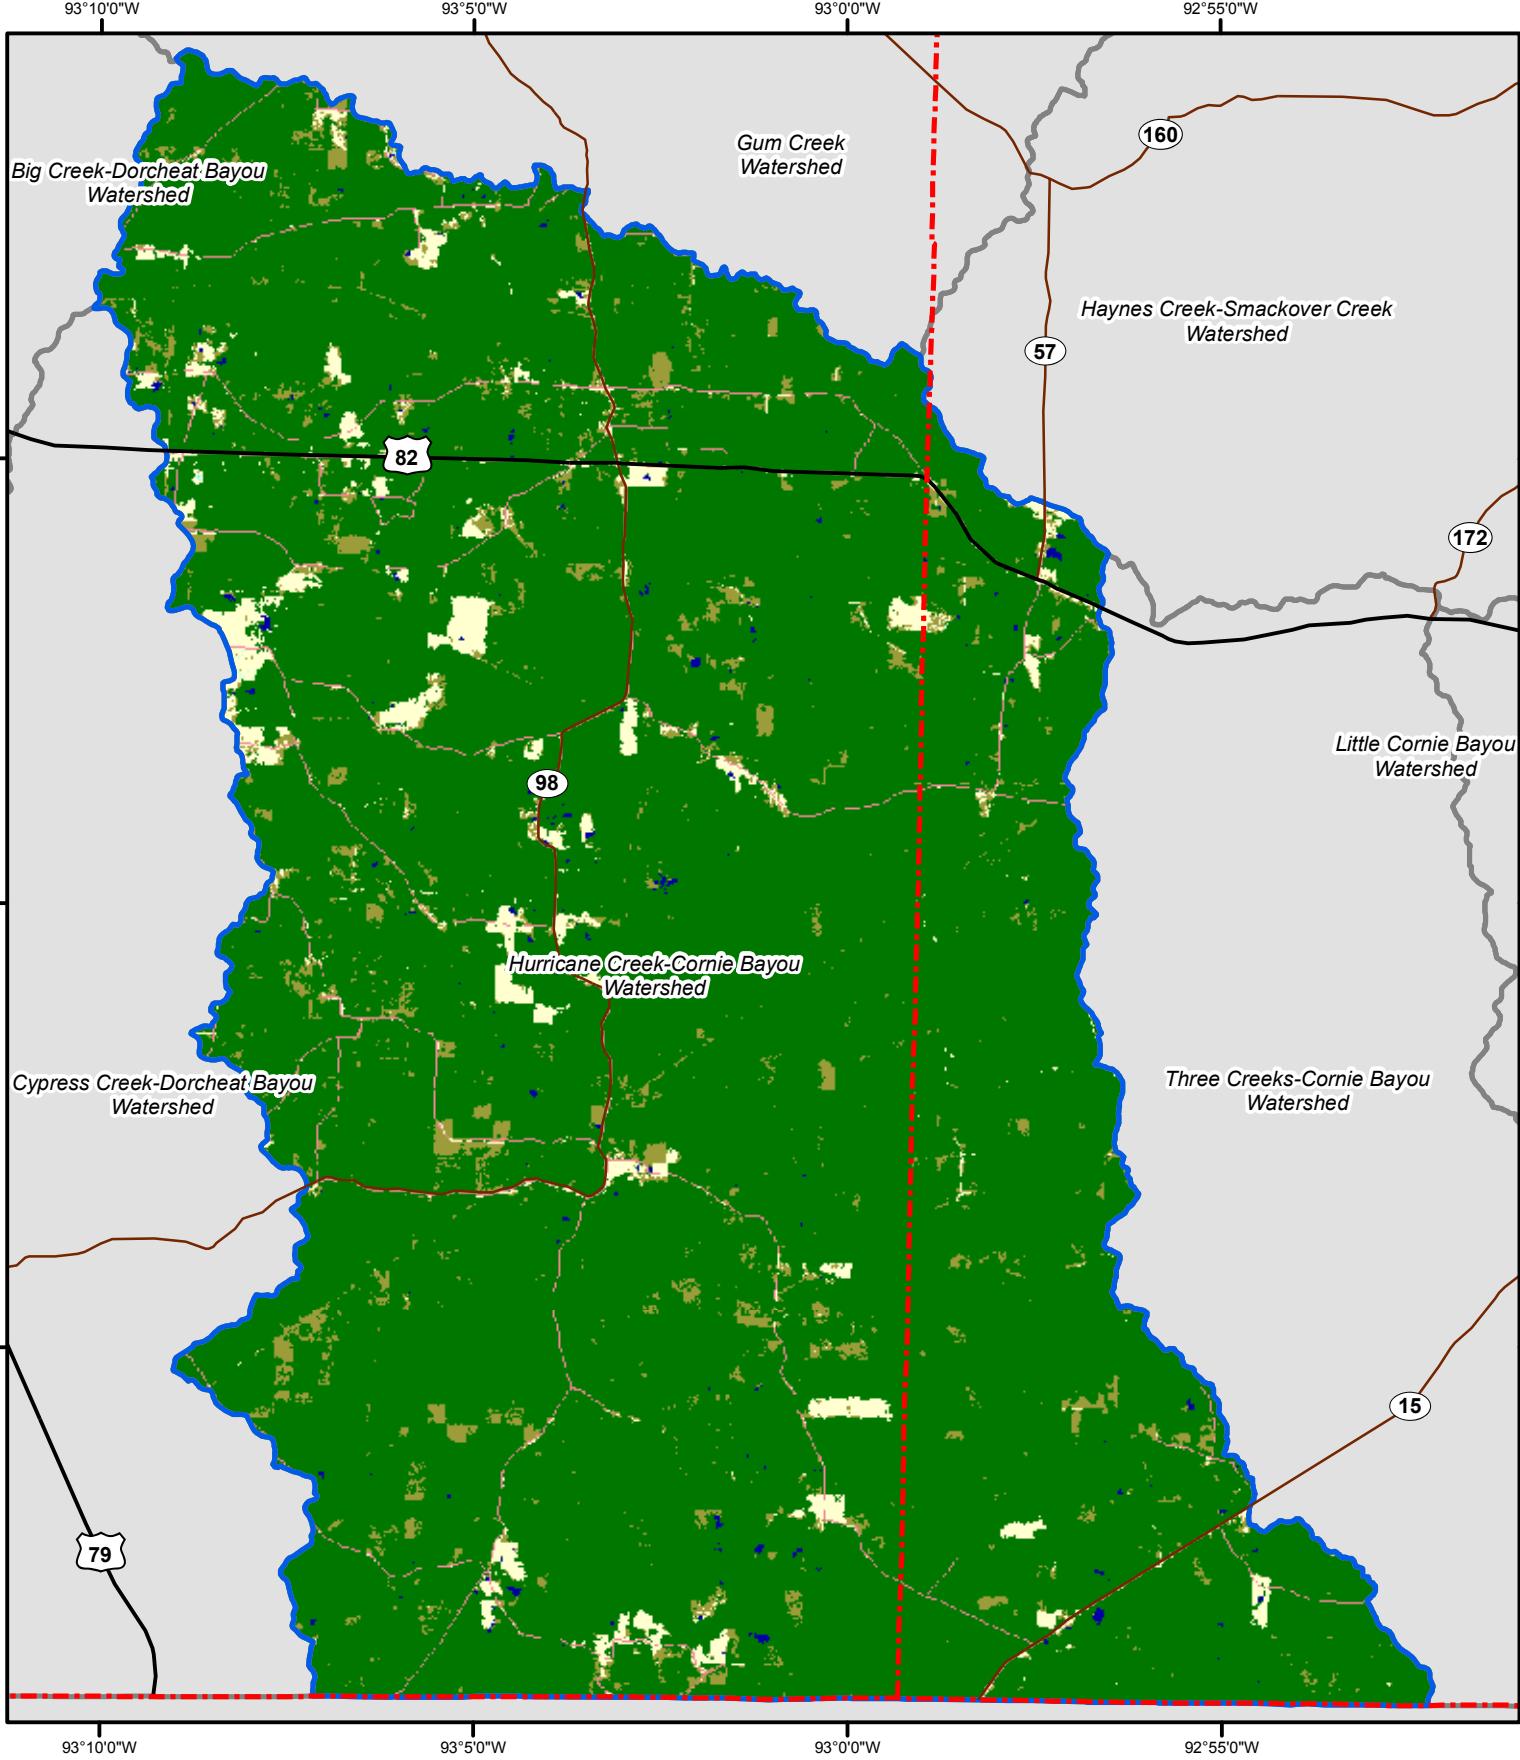 93°10'0"W
93°5'0"W
93°0'0"W
92°55'0"W
160
Gum Creek
Watershed
Big Creek-Dorcheat Bayou
Watershed
Haynes Creek-Smackover Creek
Watershed
57
82
172
Little Cornie Bayou
Watershed
98
Hurricane Creek-Cornie Bayou
Watershed
Cypress Creek-Dorcheat Bayou
Watershed
Three Creeks-Cornie Bayou
Watershed
15
79
93°10'0"W
93°5'0"W
93°0'0"W
92°55'0"W